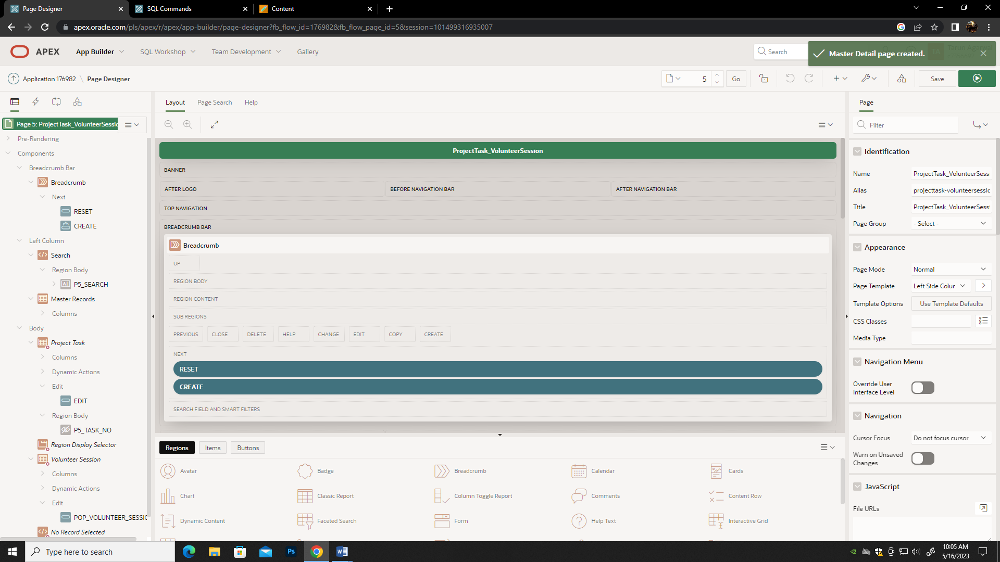 Page Designer
SQL Commands
Content
apex.oracle.com/pls/apex/r/apex/app-builder/page-designer?fb_flow_id=176982&fb_flow_page_id=5&session=101499316935007
APEX
App Builder
SQL Workshop
Team Development
Gallery
Search
Master Detail page created.
Application 176982
Page Designer
5
Go
Save
Layout
Page Search
Help
Page
Page 5: ProjectTask_VolunteerSessio
Filter
Pre-Rendering
Components
Breadcrumb Bar
Breadcrumb
Next
RESET
CREATE
Left Column
Search
Region Body
P5_SEARCH
Master Records
Columns
Body
Project Task
Columns
Dynamic Actions
Edit
EDIT
Region Body
P5_TASK_NO
Region Display Selector
Volunteer Session
Columns
Dynamic Actions
Edit
POP_VOLUNTEER_SESSIO
No Record Selected
ProjectTask_VolunteerSession
BANNER
AFTER LOGO
BEFORE NAVIGATION BAR
AFTER NAVIGATION BAR
TOP NAVIGATION
BREADCRUMB BAR
Breadcrumb
UP
REGION BODY
REGION CONTENT
SUB REGIONS
PREVIOUS
CLOSE
DELETE
HELP
CHANGE
EDIT
COPY
CREATE
NEXT
RESET
CREATE
SEARCH FIELD AND SMART FILTERS
Regions
Items
Buttons
Avatar
Badge
Breadcrumb
Calendar
Cards
Chart
Classic Report
Column Toggle Report
Comments
Content Row
Dynamic Content
Faceted Search
Form
Help Text
Interactive Grid
Identification
Name
ProjectTask_VolunteerSess
Alias
projecttask-volunteersessic
Title
ProjectTask_VolunteerSess
Page Group
- Select -
Appearance
Page Mode
Normal
Page Template
Left Side Colur
Template Options
Use Template Defaults
CSS Classes
Media Type
Navigation Menu
Override User
Interface Level
Navigation
Cursor Focus
Do not focus cursor
Warn on Unsaved
Changes
JavaScript
File URLs
Type here to search
Ps
10:05 AM
5/16/2023